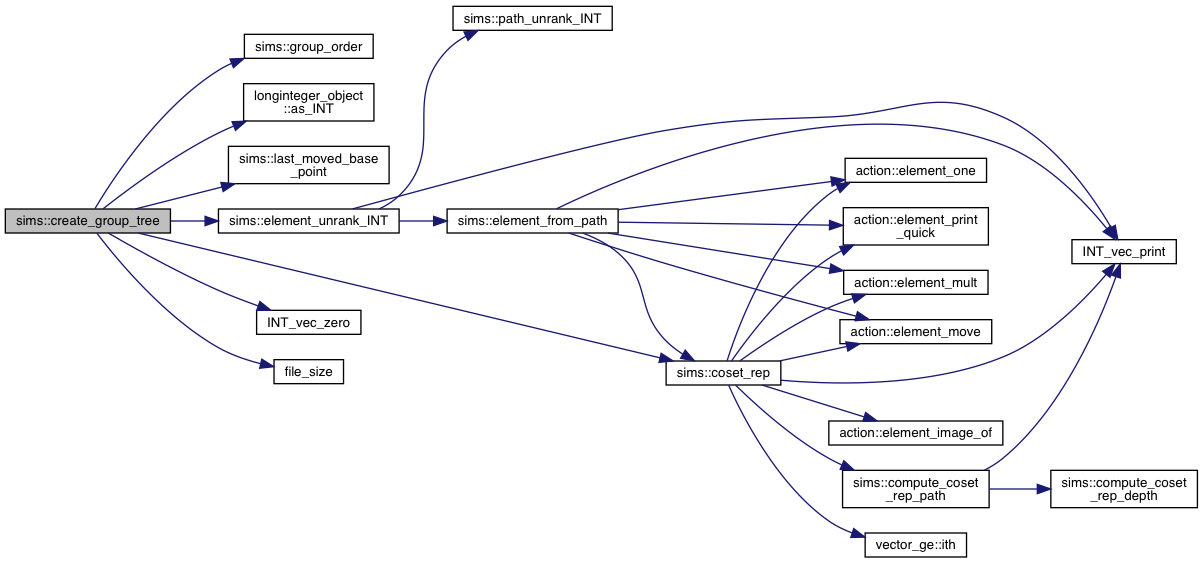 sims::path_unrank_INT
sims::group_order
longinteger_object
::as_INT
sims::last_moved_base
_point
sims::create_group_tree
sims::element_unrank_INT
sims::element_from_path
action::element_one
action::element_print
_quick
INT_vec_print
action::element_mult
INT_vec_zero
action::element_move
file_size
sims::coset_rep
action::element_image_of
sims::compute_coset
_rep_path
sims::compute_coset
_rep_depth
vector_ge::ith